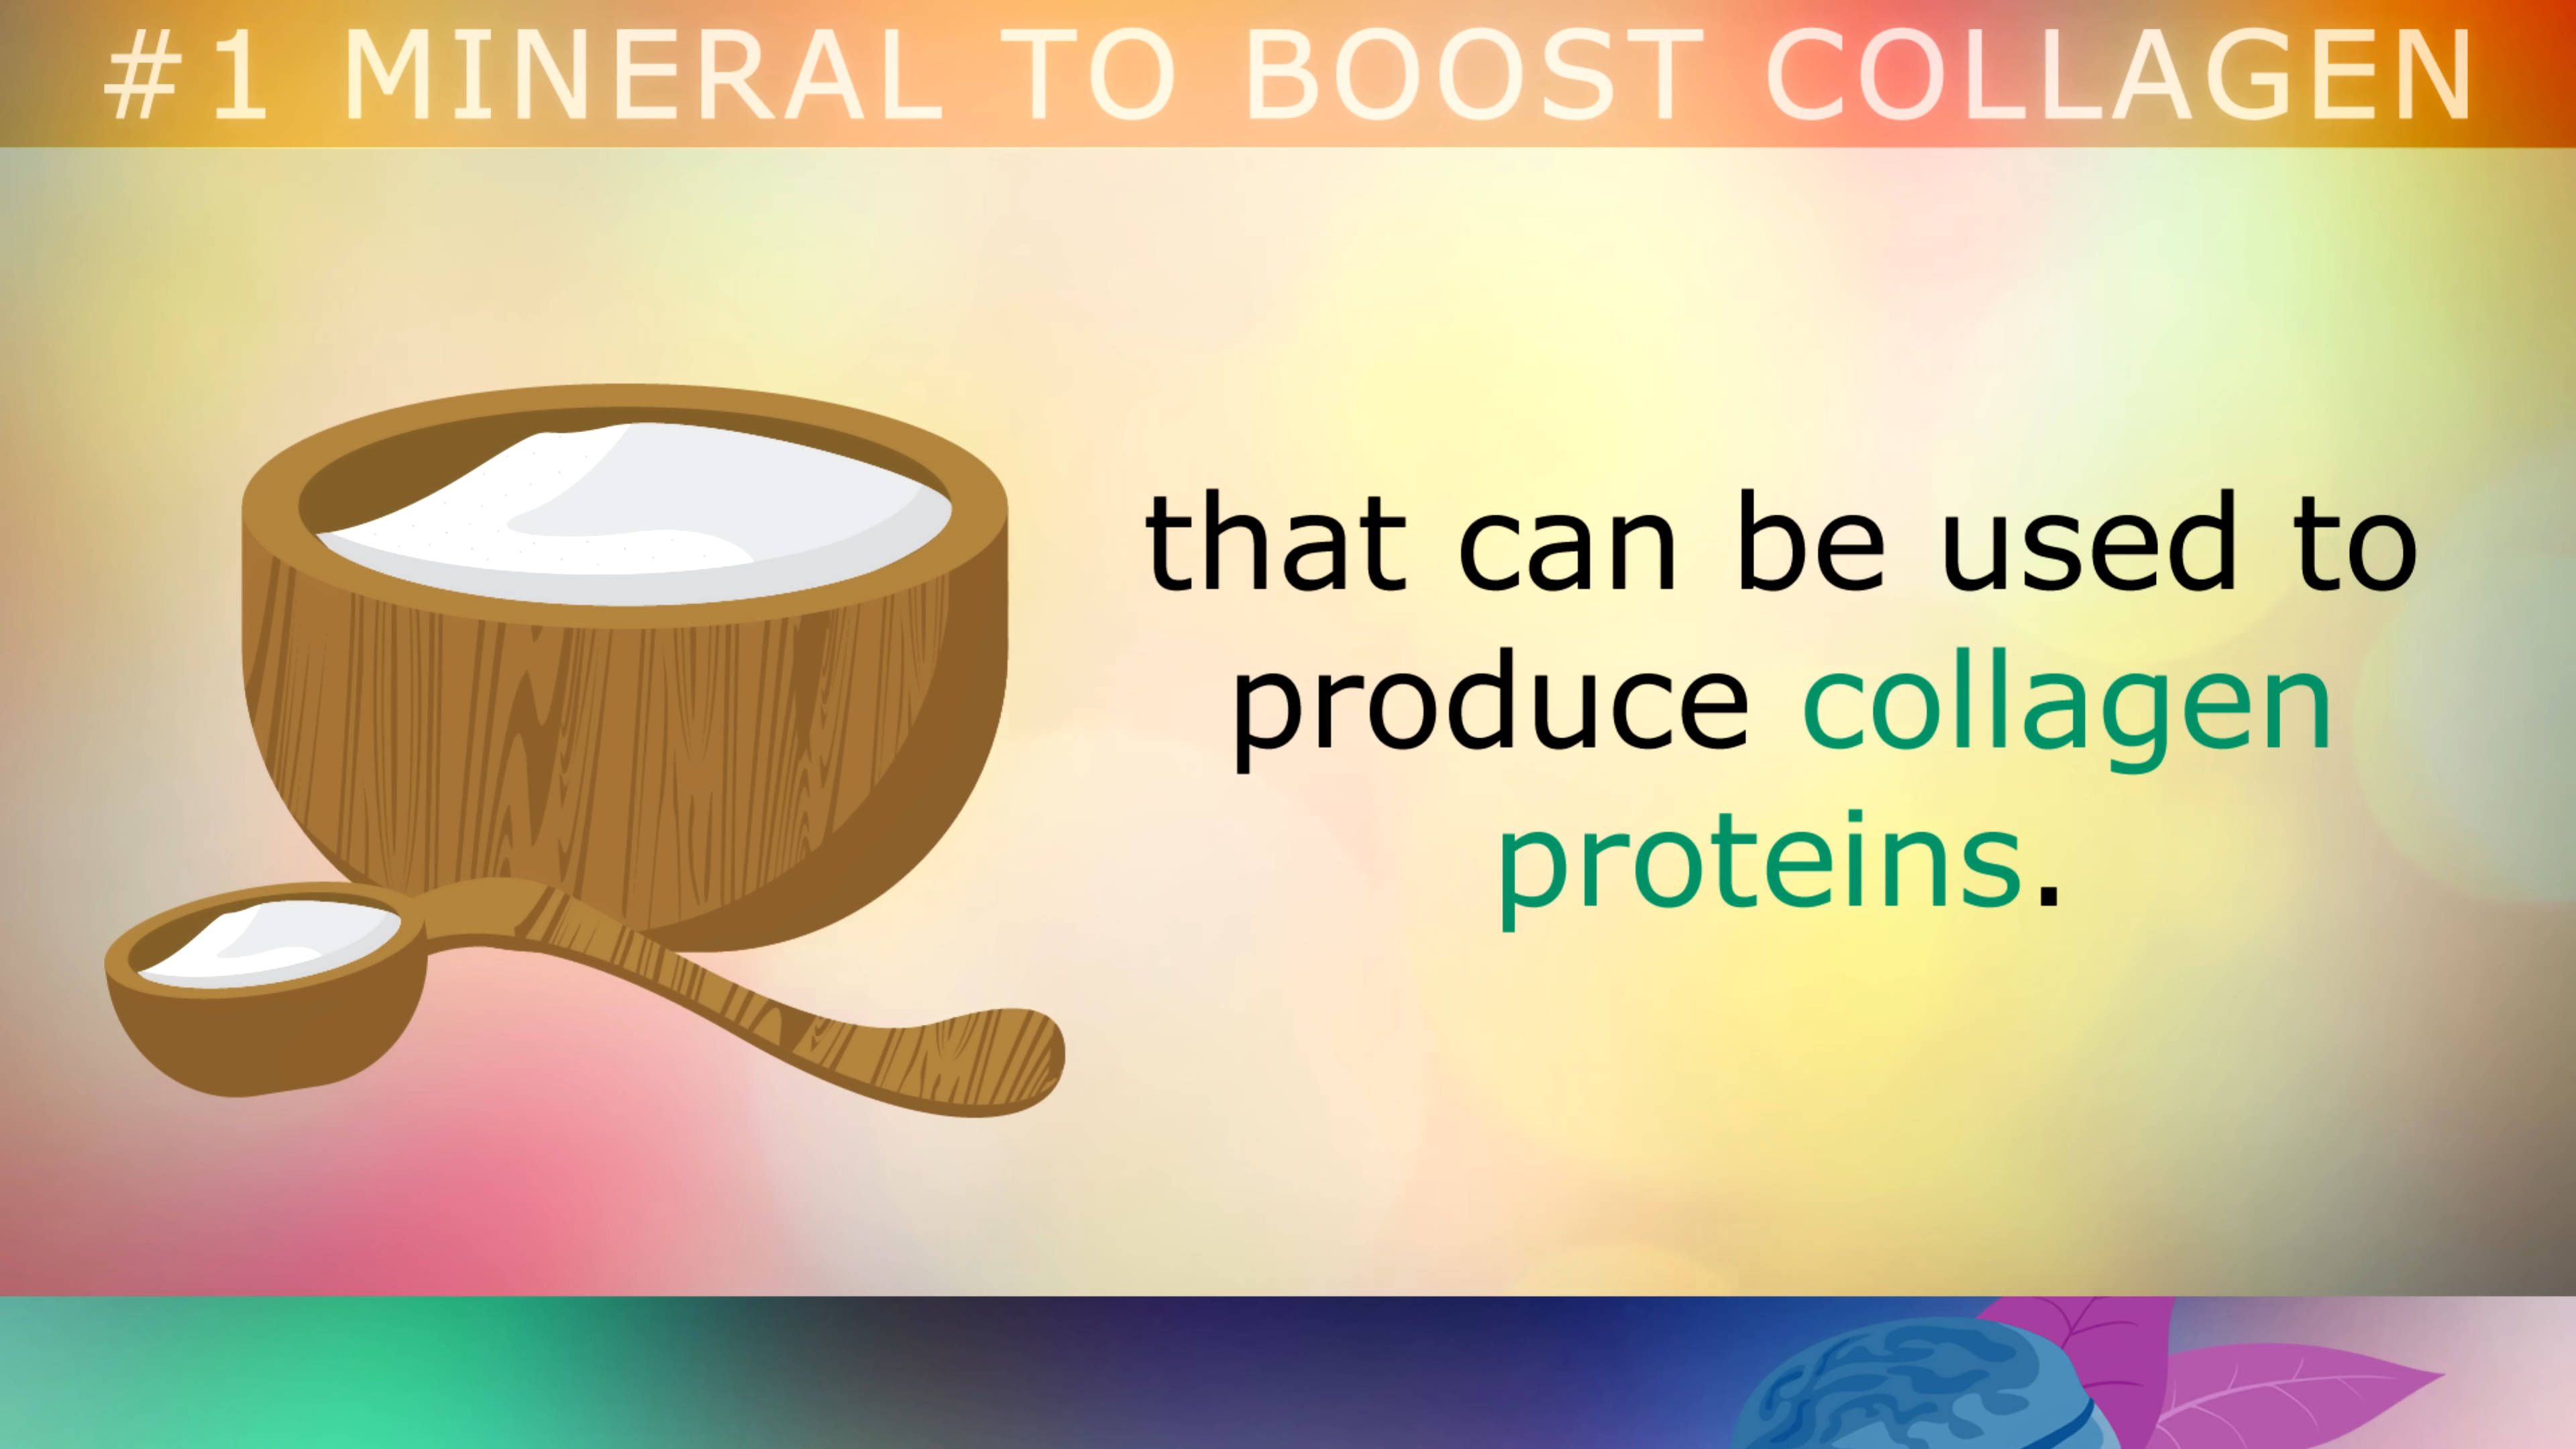 #1 MINERAL TO BOOST COLLAGEN
that can be used to
produce collagen
proteins.